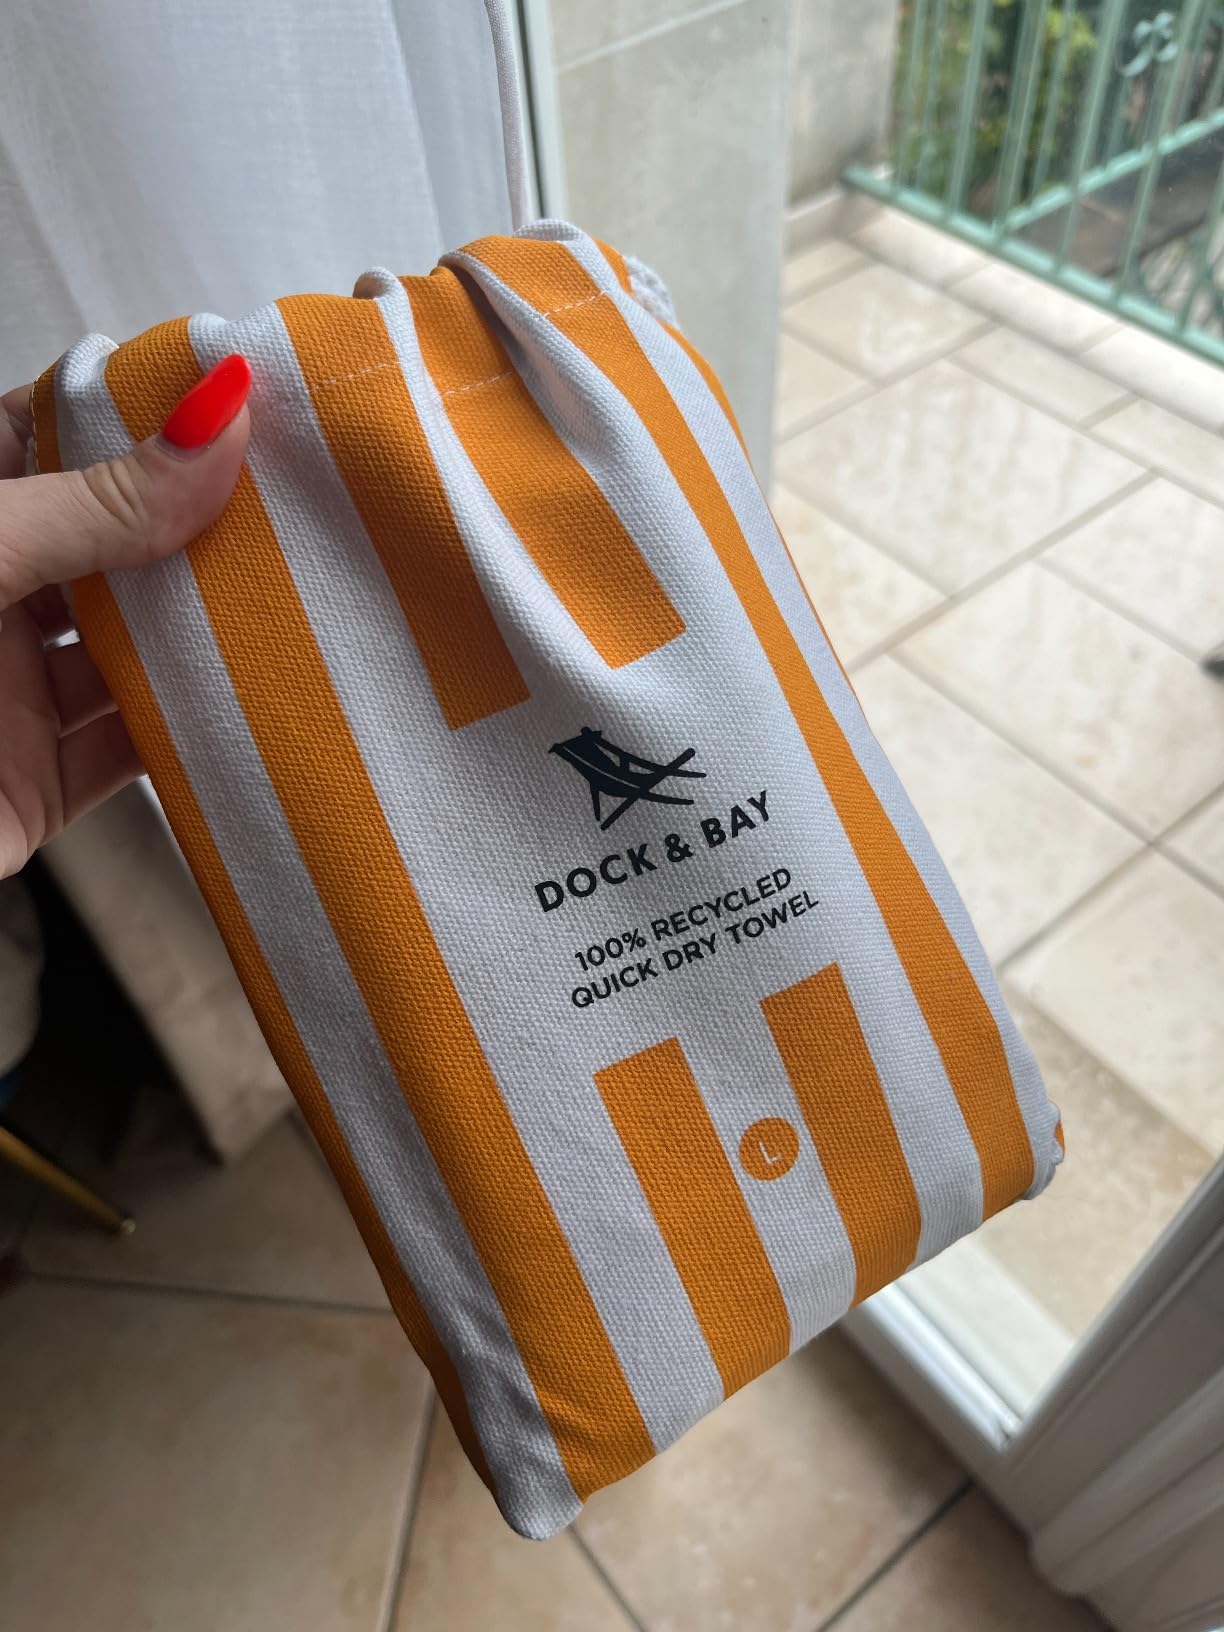 DOCK & BAY
100% RECYCLED
QUICK DRY TOWEL
L